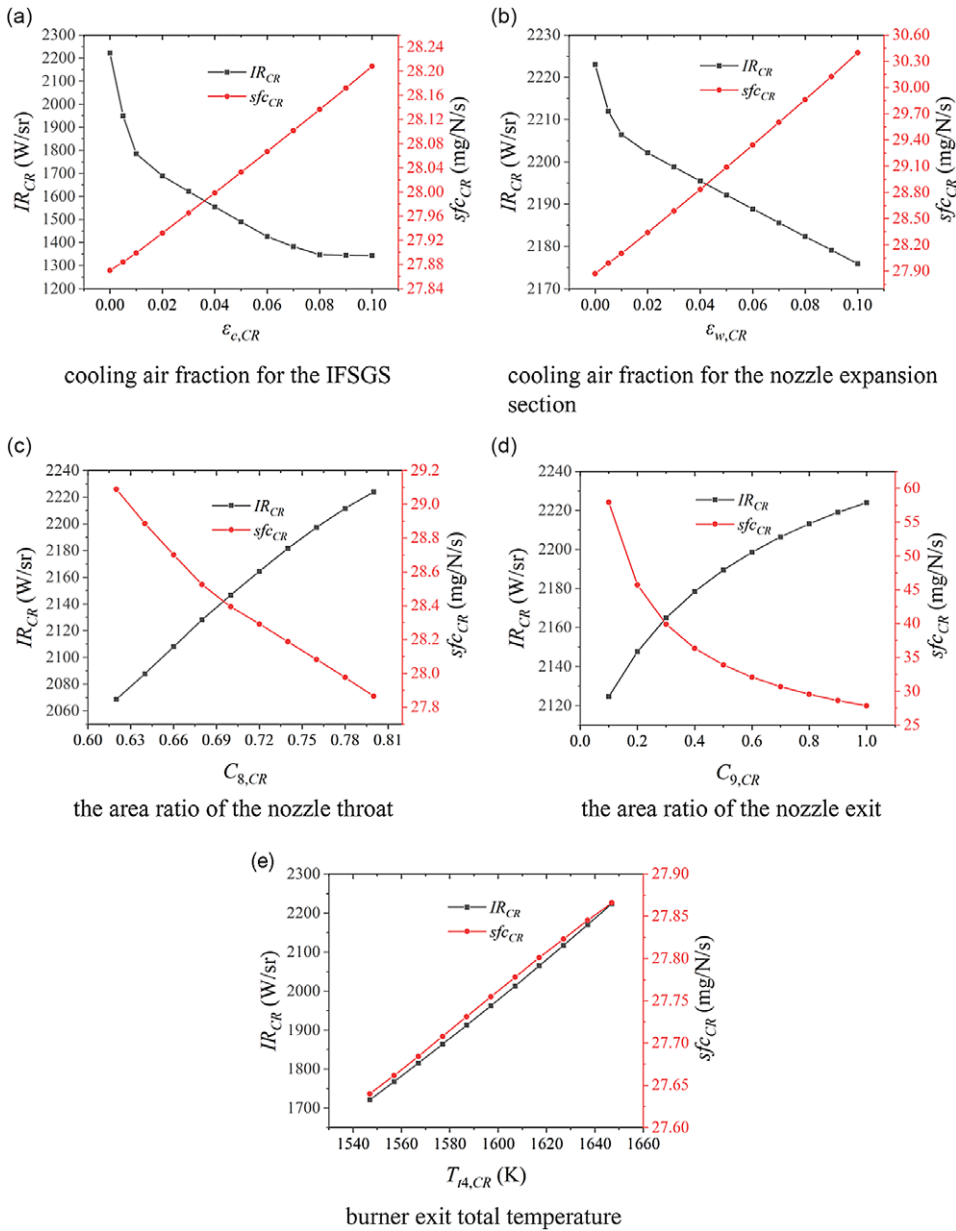 (a)
2300
2200
2100
2000
1900
1800
1700
1600
1500
1400
1300
1200
IR_CR (W/sr)
IR_CR
sfc_CR
28.24
28.20
28.16
28.12
28.08
28.04
28.00
27.96
27.92
27.88
27.84
sfc_CR (mg/N/s)
0.00 0.02 0.04 0.06 0.08 0.10
ε_c,CR
cooling air fraction for the IFSGS
(b)
2230
2220
2210
2200
2190
2180
2170
IR_CR (W/sr)
IR_CR
sfc_CR
30.60
30.30
30.00
29.70
29.40
29.10
28.80
28.50
28.20
27.90
sfc_CR (mg/N/s)
0.00 0.02 0.04 0.06 0.08 0.10
ε_w,CR
cooling air fraction for the nozzle expansion
section
(c)
2240
2220
2200
2180
2160
2140
2120
2100
2080
2060
IR_CR (W/sr)
IR_CR
sfc_CR
29.2
29.0
28.8
28.6
28.4
28.2
28.0
27.8
sfc_CR (mg/N/s)
0.60 0.63 0.66 0.69 0.72 0.75 0.78 0.81
C_8,CR
the area ratio of the nozzle throat
(d)
2240
2220
2200
2180
2160
2140
2120
IR_CR (W/sr)
IR_CR
sfc_CR
60
55
50
45
40
35
30
25
sfc_CR (mg/N/s)
0.0 0.2 0.4 0.6 0.8 1.0
C_9,CR
the area ratio of the nozzle exit
(e)
2300
2200
2100
2000
1900
1800
1700
IR_CR (W/sr)
IR_CR
sfc_CR
27.90
27.85
27.80
27.75
27.70
27.65
27.60
sfc_CR (mg/N/s)
1540 1560 1580 1600 1620 1640 1660
T_t4,CR (K)
burner exit total temperature